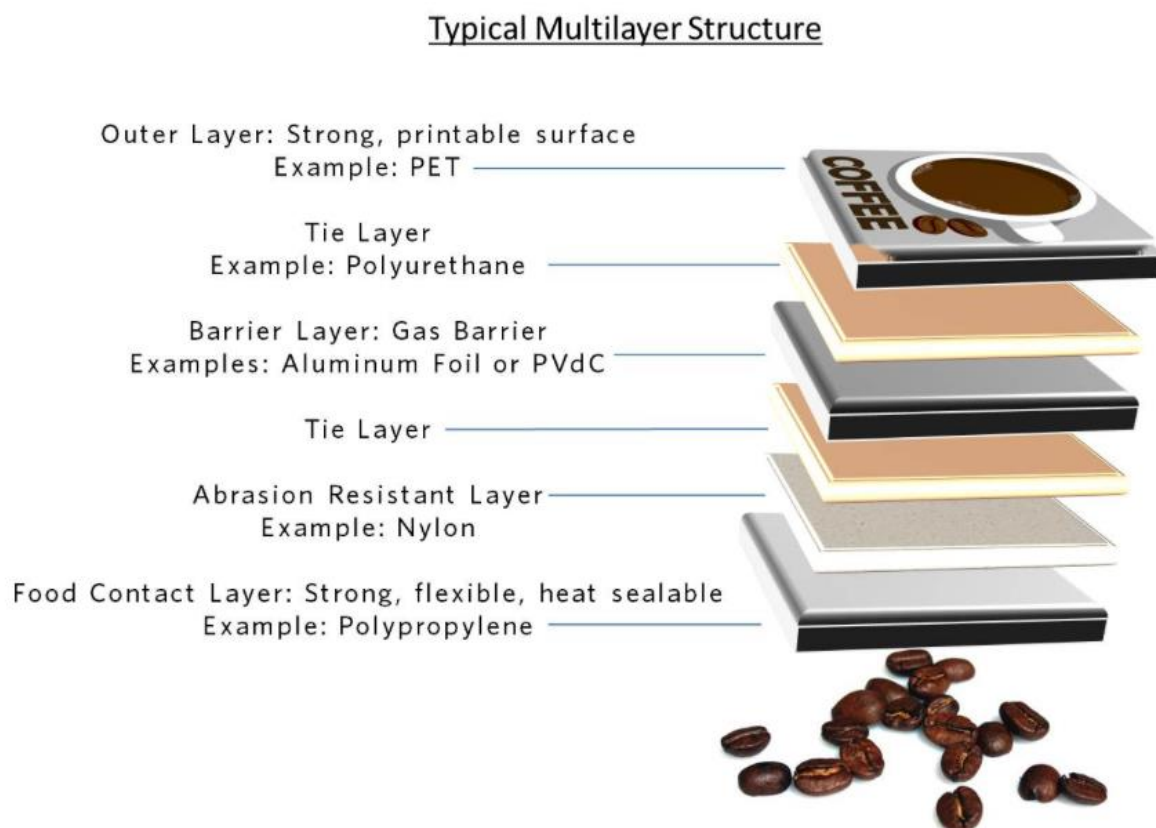 Typical Multilayer Structure
Outer Layer: Strong, printable surface
Example: PET
COFFEE
Tie Layer
Example: Polyurethane
Barrier Layer: Gas Barrier
Examples: Aluminum Foil or PVdC
Tie Layer
Abrasion Resistant Layer
Example: Nylon
Food Contact Layer: Strong, flexible, heat sealable
Example: Polypropylene